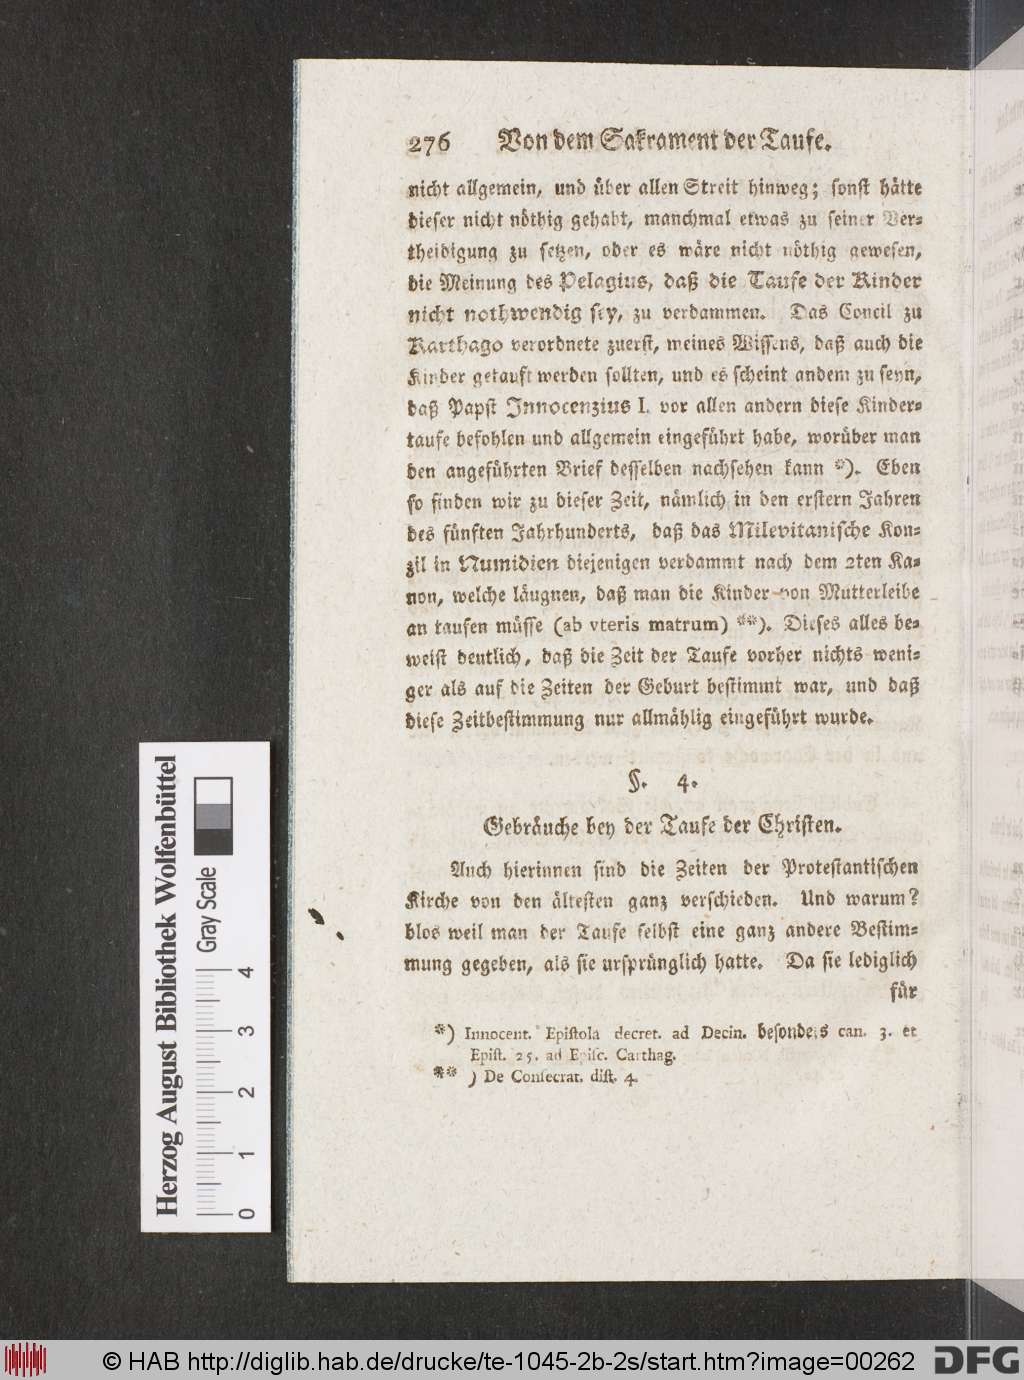 276 Von dem Sakrament der Taufe.
nicht allgemein, und über allen Streit hinweg; sonst hätte
dieser nicht nöthig gehabt, manchmal etwas zu seiner Ver-
theidigung zu setzen, oder es wäre nicht nöthig gewesen,
die Meinung des Pelagius, daß die Taufe der Kinder
nicht nothwendig sey, zu verdammen. Das Concil zu
Karthago verordnete zuerst, meines Wissens, daß auch die
Kinder getauft werden sollten, und es scheint andem zu seyn,
daß Papst Innocenzius I. vor allen andern diese Kinder-
taufe befohlen und allgemein eingeführt habe, worüber man
den angeführten Brief desselben nachsehen kann *). Eben
so finden wir zu dieser Zeit, nämlich in den erstern Jahren
des fünften Jahrhunderts, daß das Milevitanische Kon-
zil in Numidien diejenigen verdammt nach dem 2ten Ka-
non, welche läugnen, daß man die Kinder von Mutterleibe
an taufen müsse (ab vteris matrum) **). Dieses alles be-
weist deutlich, daß die Zeit der Taufe vorher nichts weni-
ger als auf die Zeiten der Geburt bestimmt war, und daß
diese Zeitbestimmung nur allmählig eingeführt wurde.
§. 4.
Gebräuche bey der Taufe der Christen.
Auch hierinnen sind die Zeiten der Protestantischen
Kirche von den ältesten ganz verschieden. Und warum?
blos weil man der Taufe selbst eine ganz andere Bestim-
mung gegeben, als sie ursprünglich hatte. Da sie lediglich
für
*) Innocent. Epistola decret. ad Decin. besonders can. 3. et
Epist. 25. ad Episc. Carthag.
** ) De Consecrat. dist. 4.
Herzog August Bibliothek Wolfenbüttel
Gray Scale
0 1 2 3 4
© HAB http://diglib.hab.de/drucke/te-1045-2b-2s/start.htm?image=00262
DFG